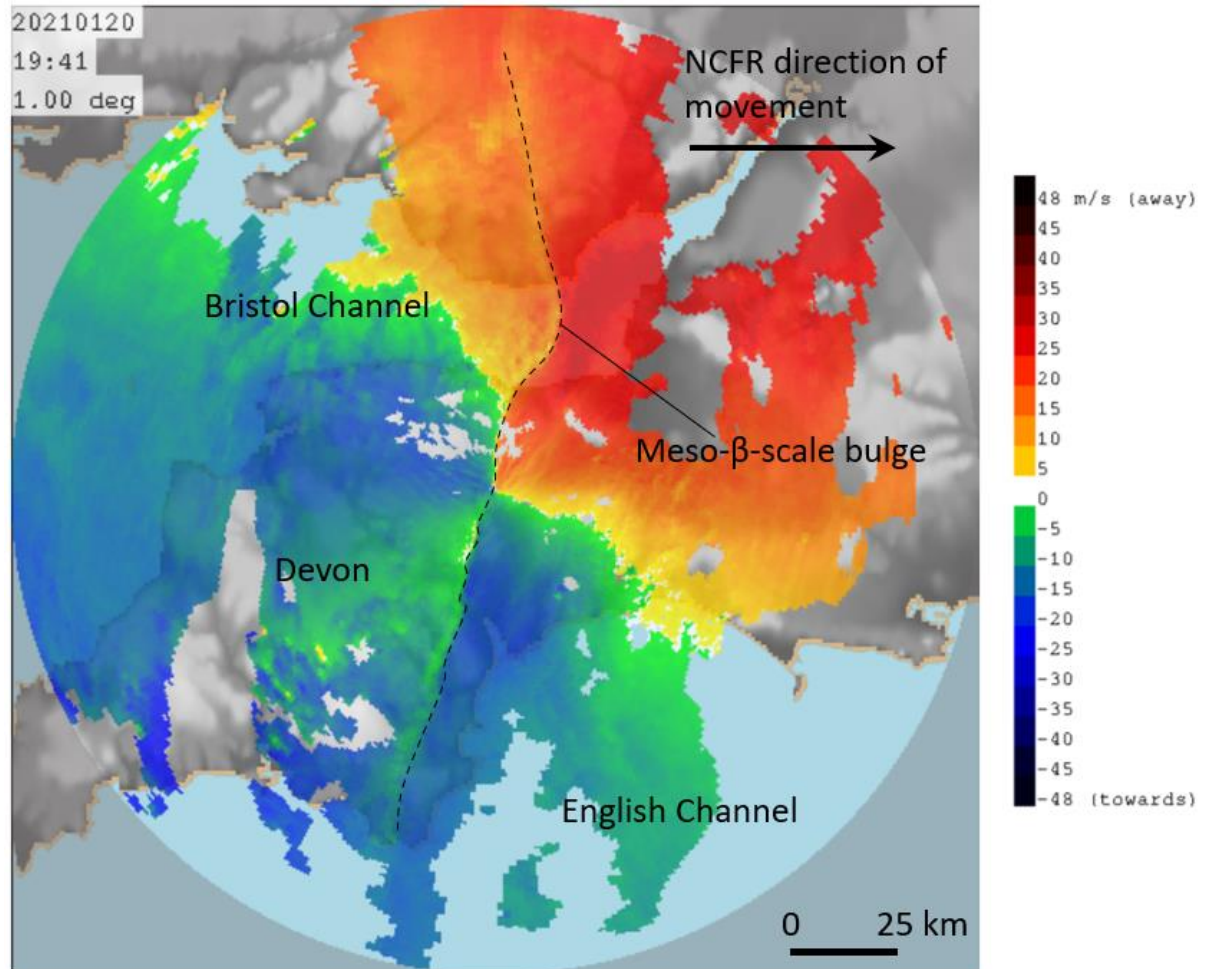 20210120
19:41
1.00 deg
NCFR direction of
movement
Bristol Channel
Meso-β-scale bulge
Devon
English Channel
0 25 km
48 m/s (away)
45
40
35
30
25
20
15
10
5
0
-5
-10
-15
-20
-25
-30
-35
-40
-45
-48 (towards)